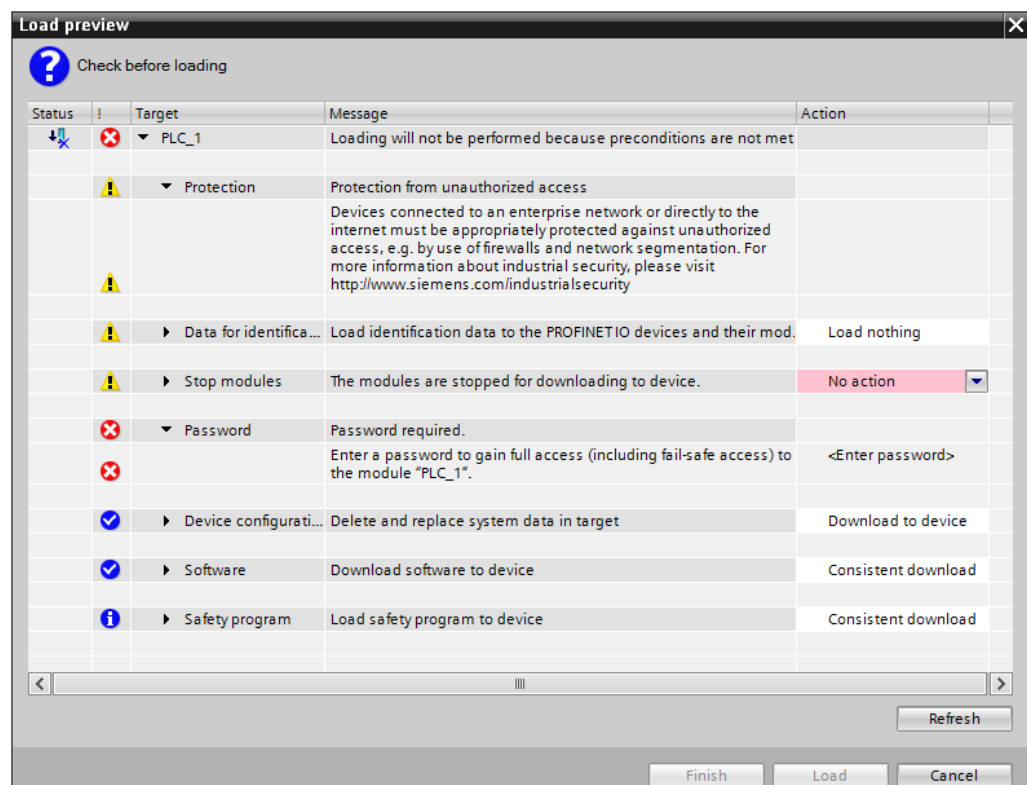 Load preview
Check before loading
Status ! Target Message Action
PLC_1 Loading will not be performed because preconditions are not met
Protection Protection from unauthorized access
Devices connected to an enterprise network or directly to the
internet must be appropriately protected against unauthorized
access, e.g. by use of firewalls and network segmentation. For
more information about industrial security, please visit
http://www.siemens.com/industrialsecurity
Data for identifica... Load identification data to the PROFINET IO devices and their mod. Load nothing
Stop modules The modules are stopped for downloading to device. No action
Password Password required.
Enter a password to gain full access (including fail-safe access) to <Enter password>
the module “PLC_1”.
Device configurati... Delete and replace system data in target Download to device
Software Download software to device Consistent download
Safety program Load safety program to device Consistent download
Refresh
Finish Load Cancel